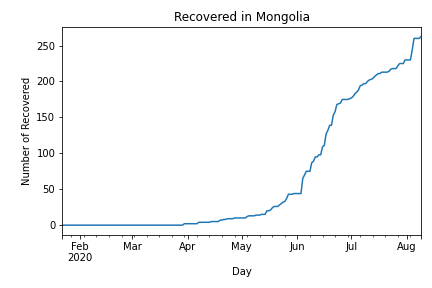 Recovered in Mongolia
Number of Recovered
250
200
150
100
50
0
Feb Mar Apr May Jun Jul Aug
2020
Day